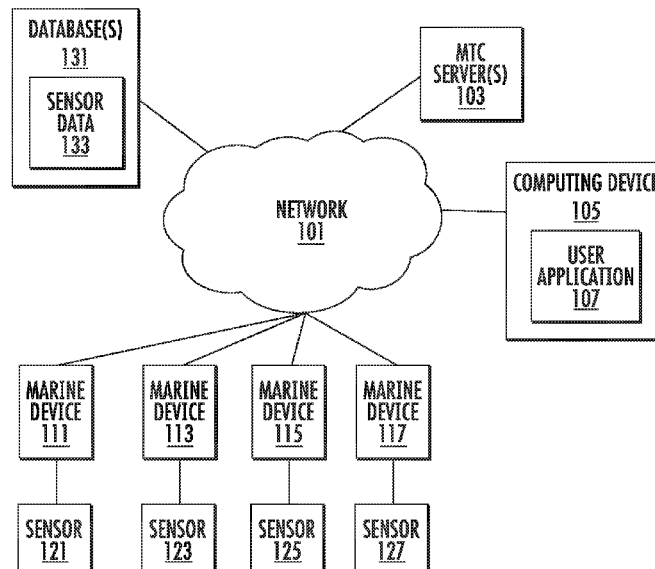 DATABASE(S)
131
SENSOR
DATA
133
MTC
SERVER(S)
103
NETWORK
101
COMPUTING DEVICE
105
USER
APPLICATION
107
MARINE
DEVICE
111
MARINE
DEVICE
113
MARINE
DEVICE
115
MARINE
DEVICE
117
SENSOR
121
SENSOR
123
SENSOR
125
SENSOR
127